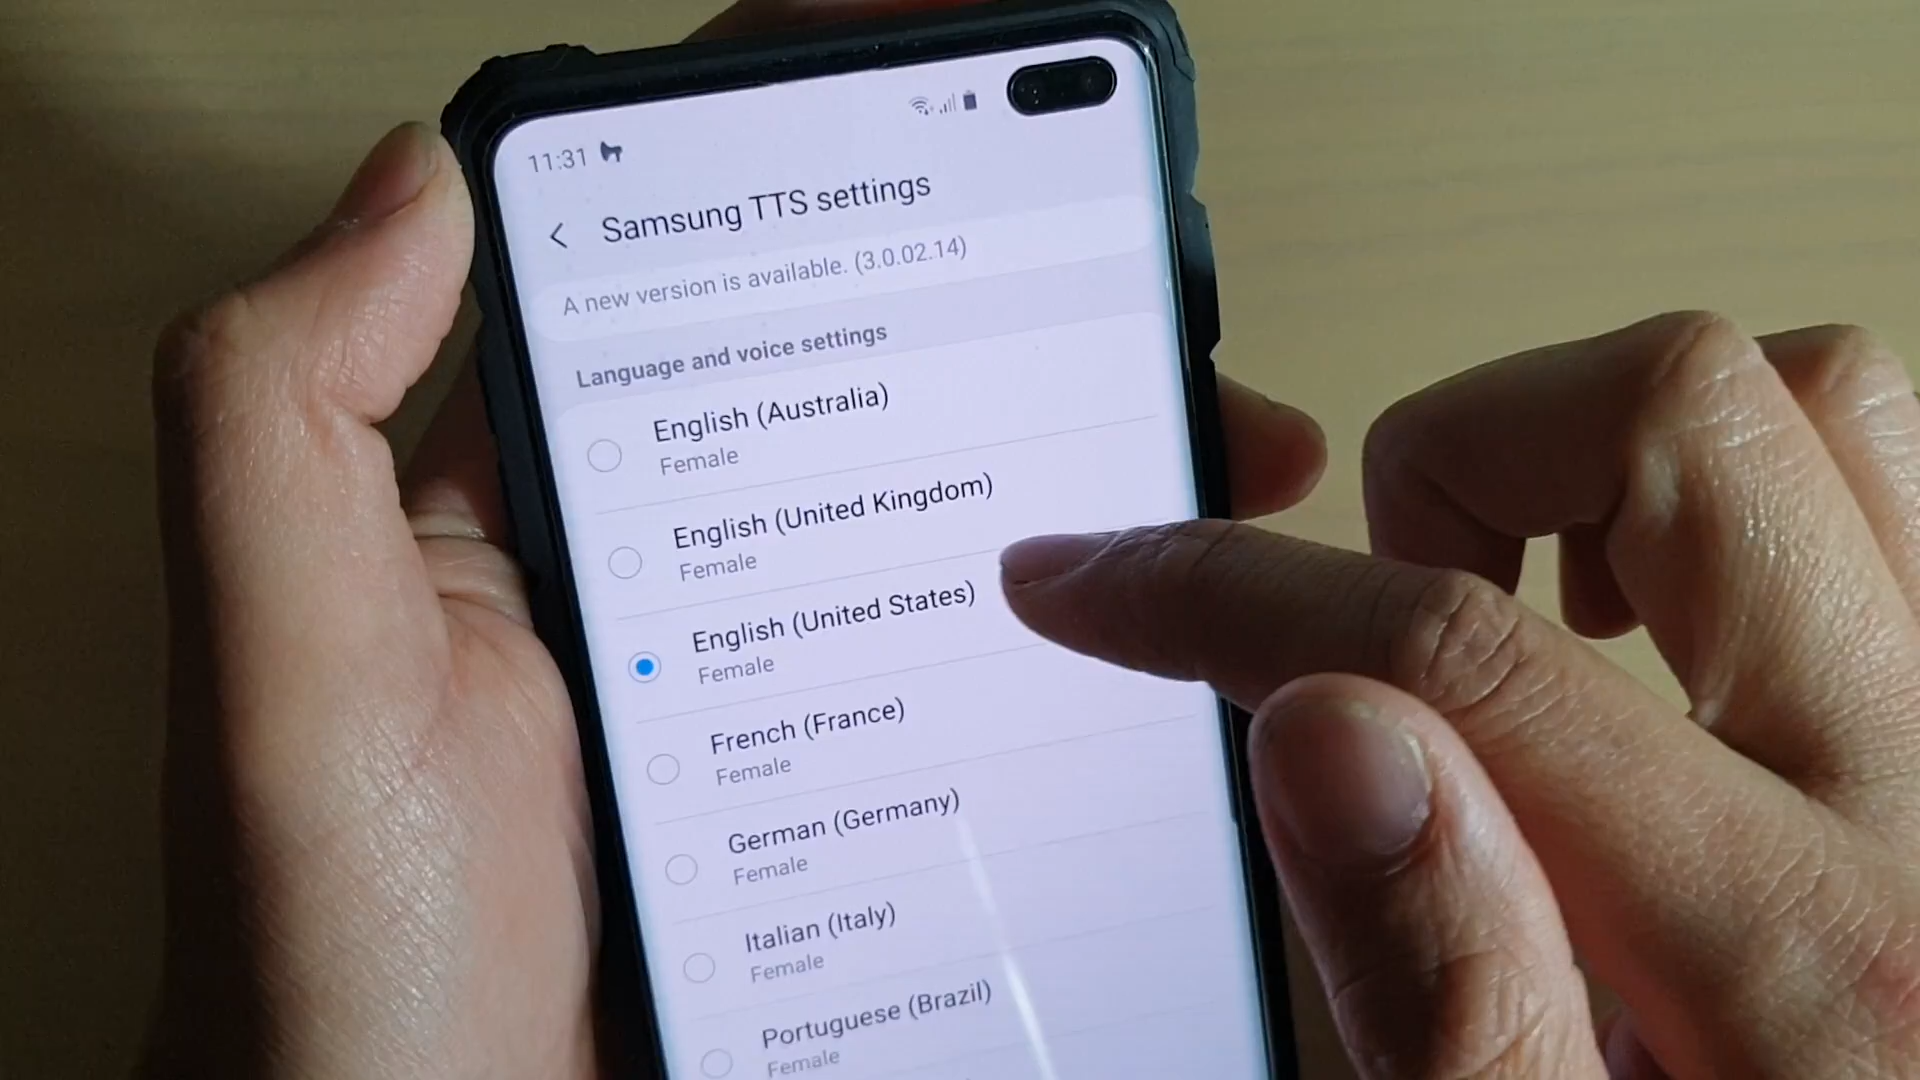 11:31
Samsung TTS settings
A new version is available. (3.0.02.14)
Language and voice settings
English (Australia)
Female
English (United Kingdom)
Female
English (United States)
Female
French (France)
Female
German (Germany)
Female
Italian (Italy)
Female
Portuguese (Brazil)
Female